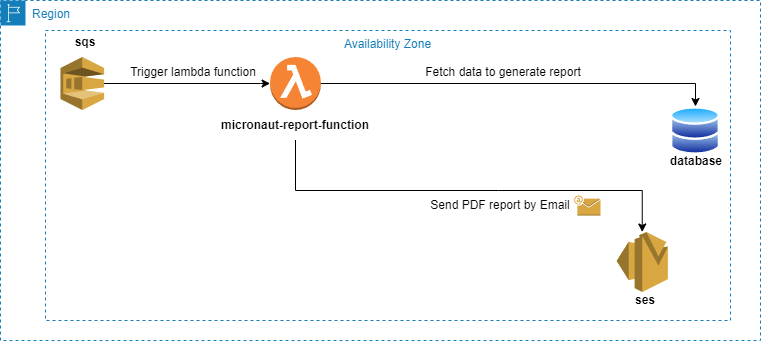 Region
Availability Zone
sqs
Trigger lambda function
Fetch data to generate report
micronaut-report-function
database
Send PDF report by Email
ses